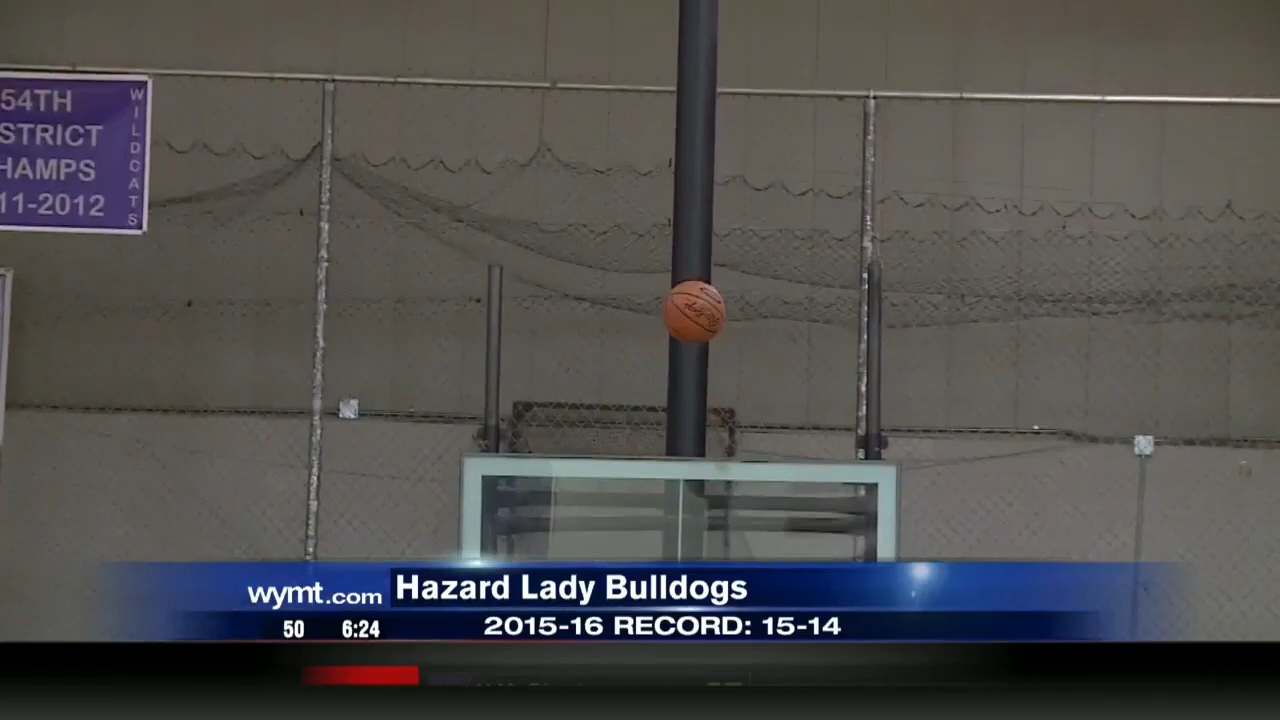 54TH
STRICT
HAMPS
11-2012
WILDCATS
wymt.com
Hazard Lady Bulldogs
50 6:24
2015-16 RECORD: 15-14